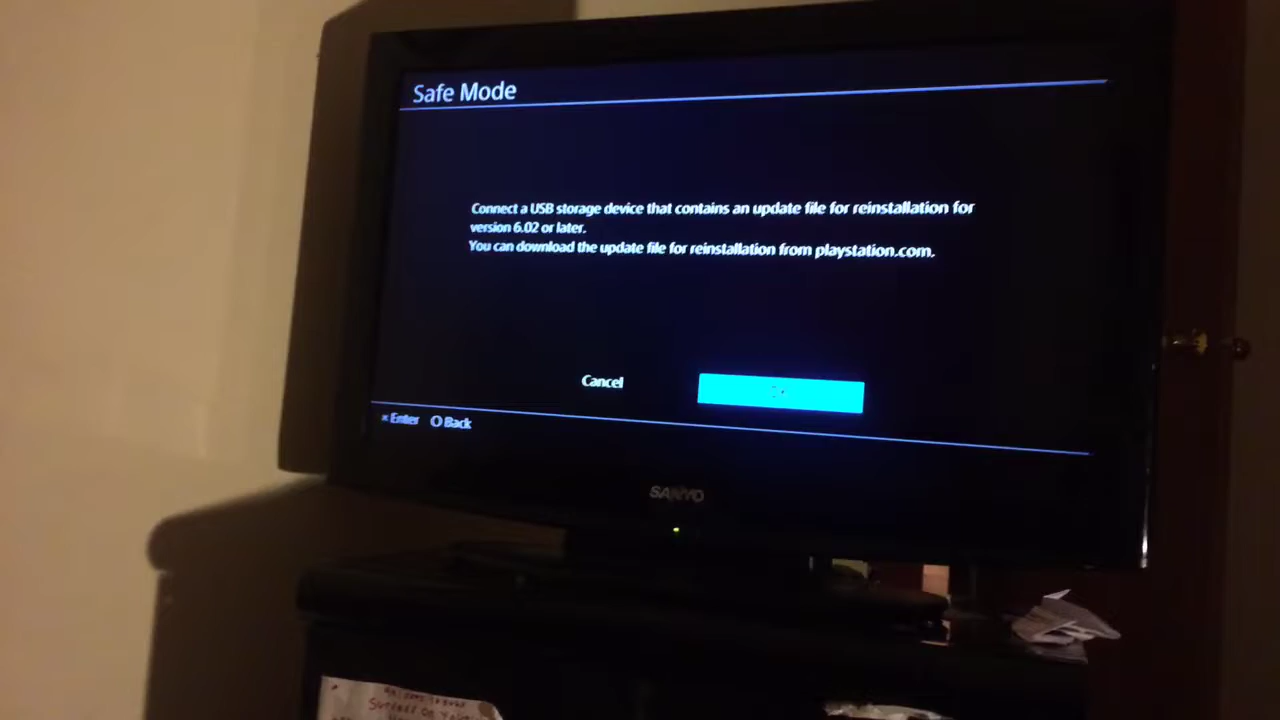 Safe Mode
Connect a USB storage device that contains an update file for reinstallation for
version 6.02 or later.
You can download the update file for reinstallation from playstation.com.
Cancel
× Enter O Back
SANYO